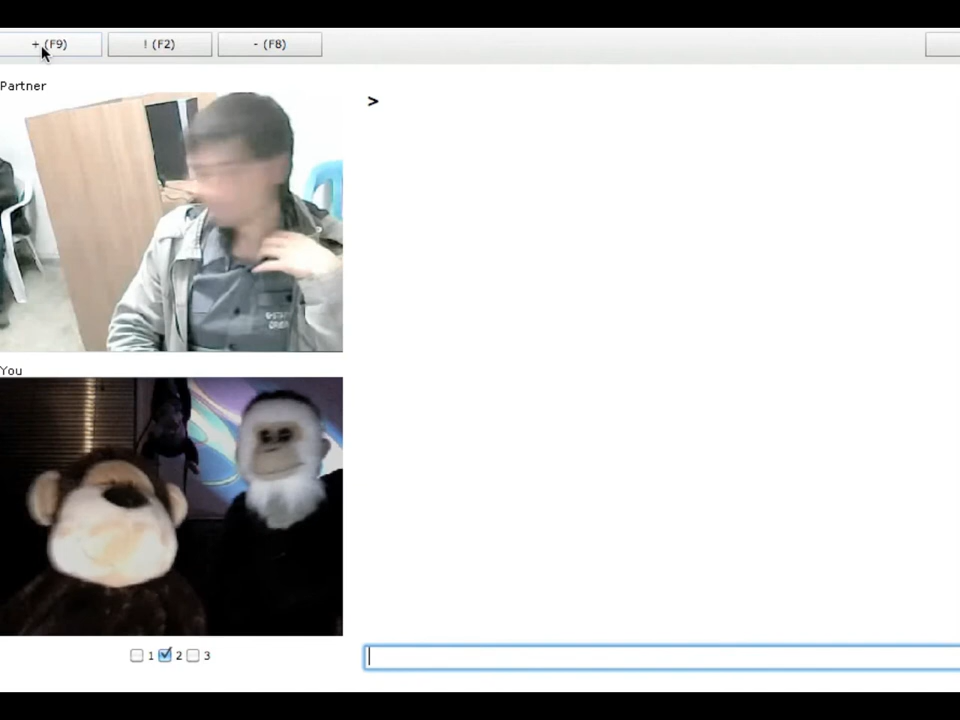 + (F9)
! (F2)
- (F8)
Partner
>
You
1
2
3